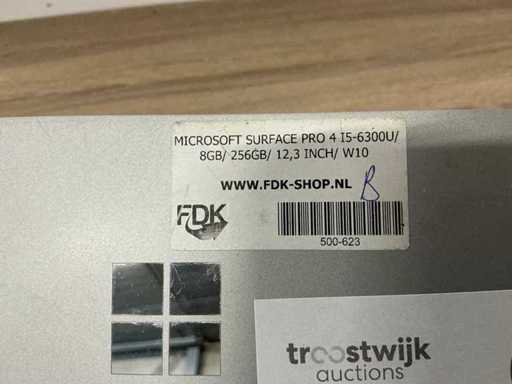 MICROSOFT SURFACE PRO 4 I5-6300U/
8GB/ 256GB/ 12,3 INCH/ W10
WWW.FDK-SHOP.NL
B
FDK
500-623
troostwijk
auctions